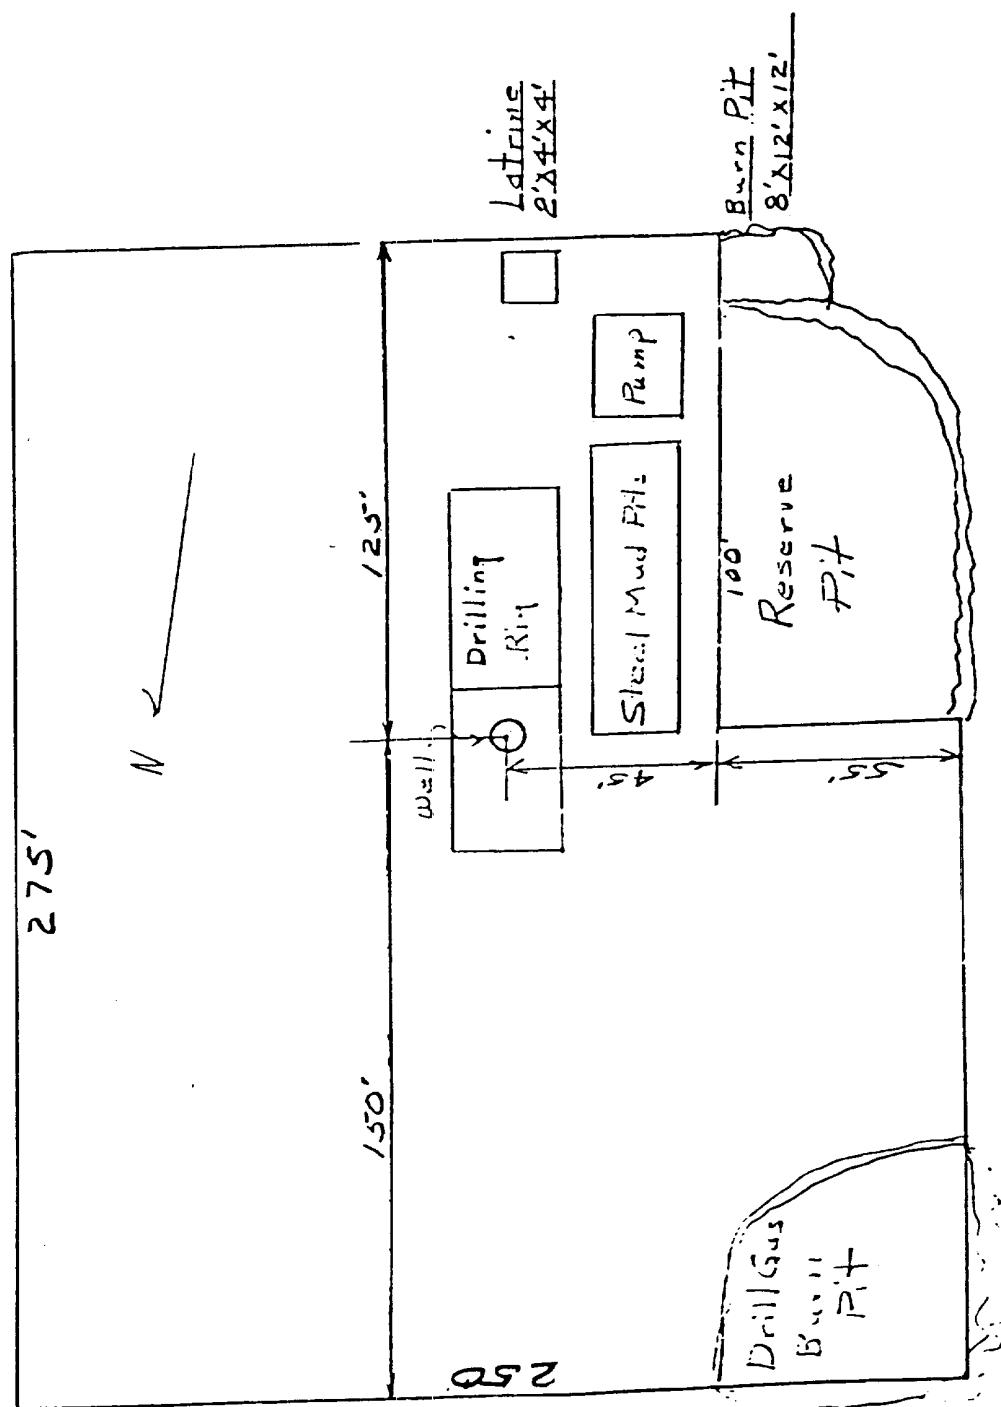 275'
N
125'
150'
250
Latrine
2'X4'X4'
Burn Pit
8'X12'X12'
Drilling
Rig
Well
Steel Mud Pits
Pump
45'
55'
100'
Reserve
Pit
Drill Gas
Burn
Pit